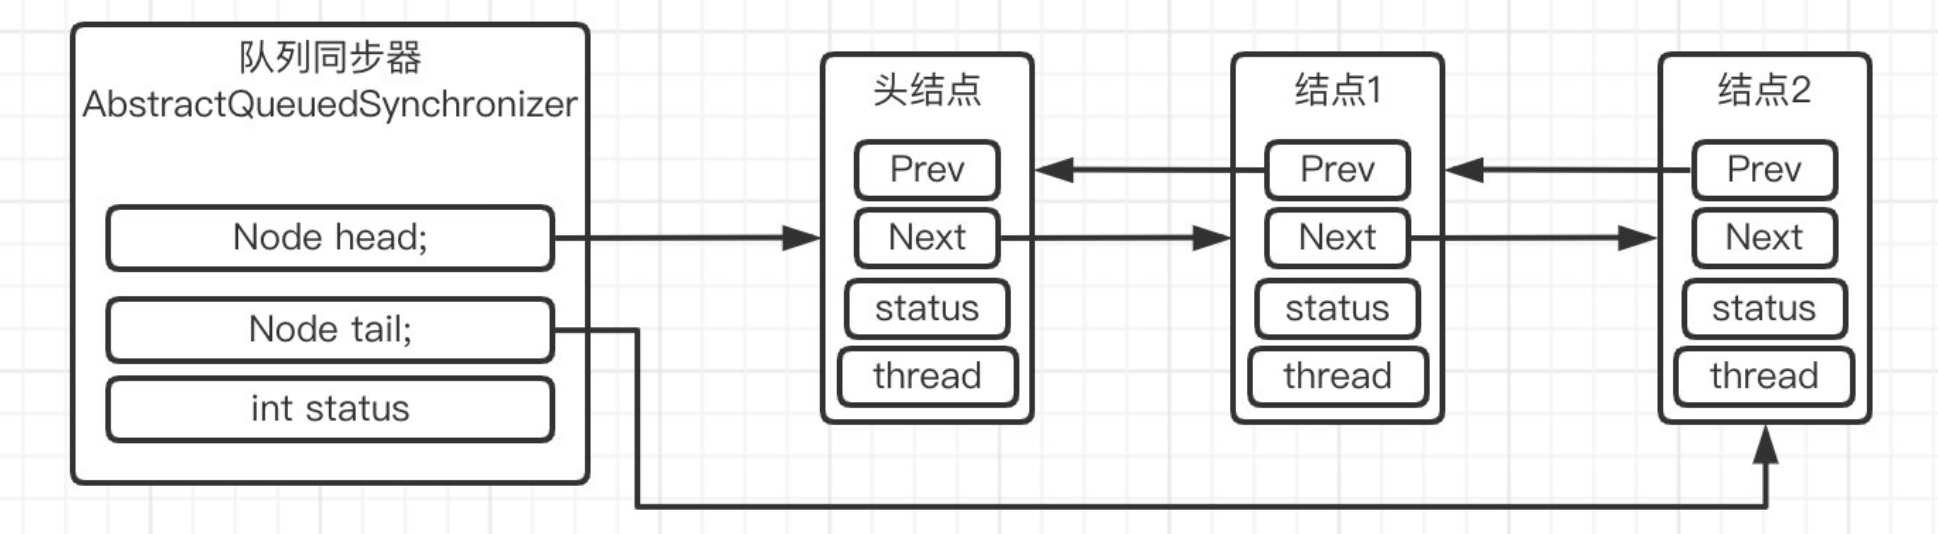 队列同步器
AbstractQueuedSynchronizer
Node head;
Node tail;
int status
头结点
Prev
Next
status
thread
结点1
Prev
Next
status
thread
结点2
Prev
Next
status
thread